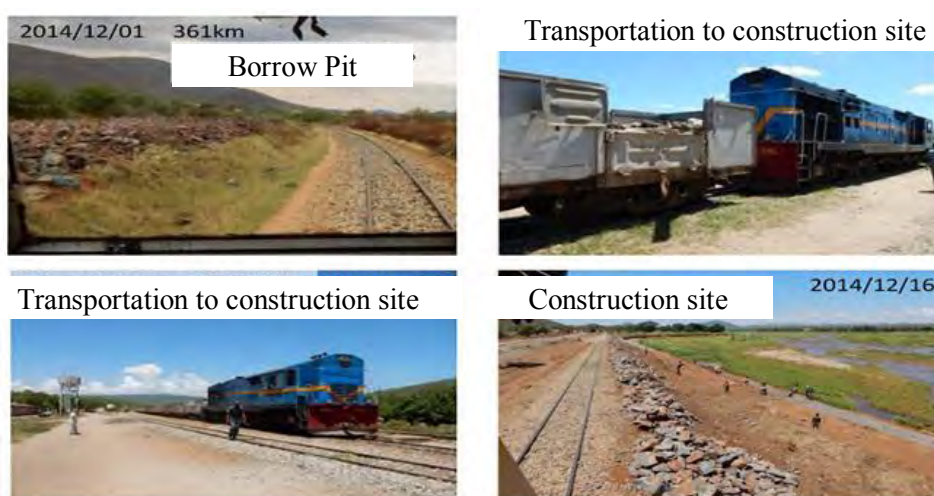 2014/12/01 361km
Borrow Pit
Transportation to construction site
Transportation to construction site
Construction site
2014/12/16